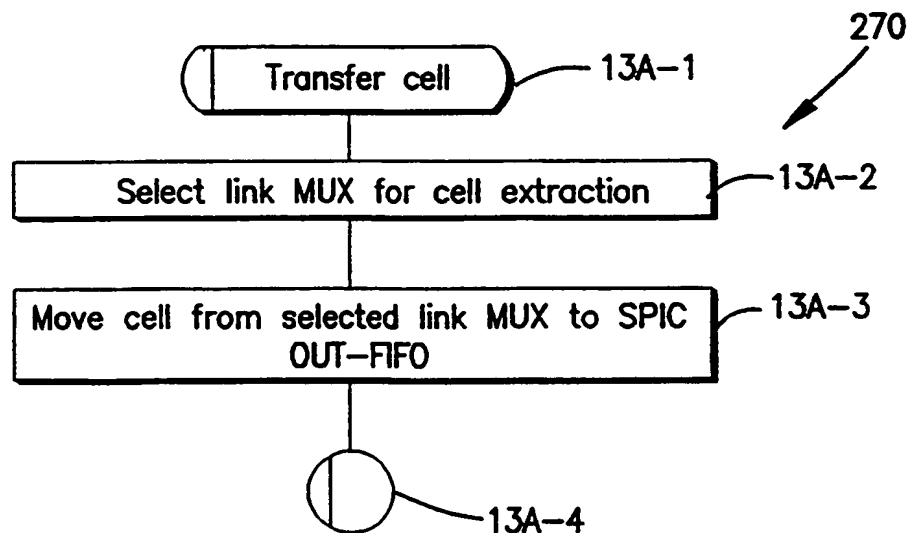 270
Transfer cell
13A-1
Select link MUX for cell extraction
13A-2
Move cell from selected link MUX to SPIC
OUT-FIFO
13A-3
13A-4